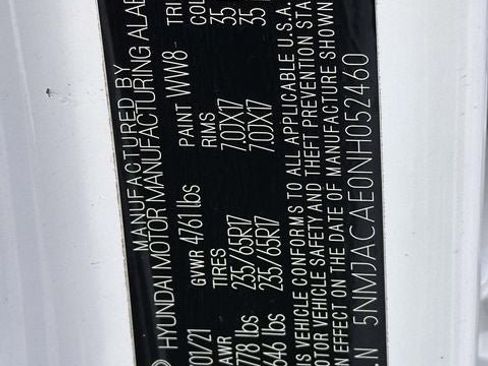 MANUFACTURED BY
HYUNDAI MOTOR MANUFACTURING ALAB
01/21 GVWR 4761 lbs PAINT WW8- TRI
AWR TIRES RIMS COL
778 lbs 235/65R17 7.0JX17 35
646 lbs 235/65R17 7.0JX17 35
IS VEHICLE CONFORMS TO ALL APPLICABLE U.S.A.
OTOR VEHICLE SAFETY AND THEFT PREVENTION STA
N EFFECT ON THE DATE OF MANUFACTURE SHOWN
.N 5NMJACAE0NH052460